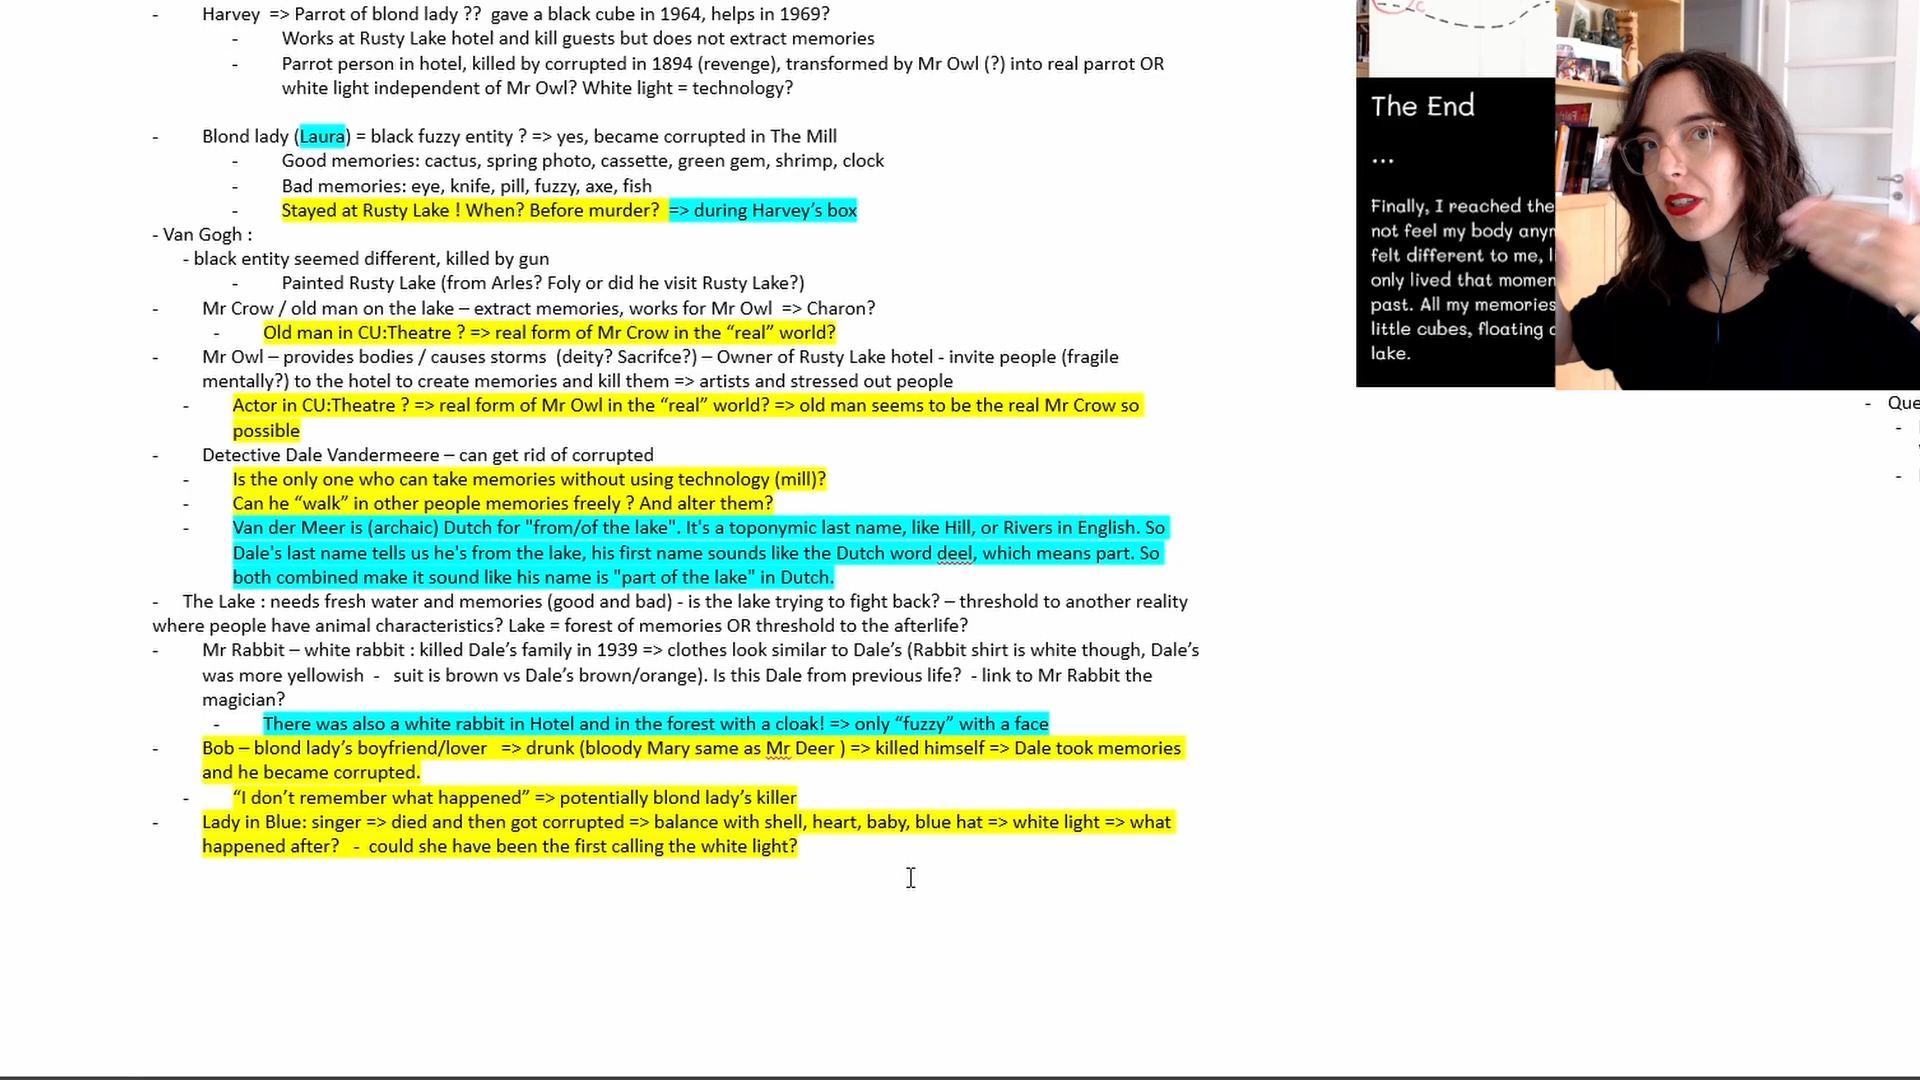 - Harvey => Parrot of blond lady ?? gave a black cube in 1964, helps in 1969?
- Works at Rusty Lake hotel and kill guests but does not extract memories
- Parrot person in hotel, killed by corrupted in 1894 (revenge), transformed by Mr Owl (?) into real parrot OR
white light independent of Mr Owl? White light = technology?
- Blond lady (Laura) = black fuzzy entity ? => yes, became corrupted in The Mill
- Good memories: cactus, spring photo, cassette, green gem, shrimp, clock
- Bad memories: eye, knife, pill, fuzzy, axe, fish
- Stayed at Rusty Lake ! When? Before murder? => during Harvey’s box
- Van Gogh :
- black entity seemed different, killed by gun
- Painted Rusty Lake (from Arles? Foly or did he visit Rusty Lake?)
- Mr Crow / old man on the lake – extract memories, works for Mr Owl => Charon?
- Old man in CU:Theatre ? => real form of Mr Crow in the “real” world?
- Mr Owl – provides bodies / causes storms (deity? Sacrifce?) – Owner of Rusty Lake hotel - invite people (fragile
mentally?) to the hotel to create memories and kill them => artists and stressed out people
- Actor in CU:Theatre ? => real form of Mr Owl in the “real” world? => old man seems to be the real Mr Crow so
possible
- Detective Dale Vandermeere – can get rid of corrupted
- Is the only one who can take memories without using technology (mill)?
- Can he “walk” in other people memories freely ? And alter them?
- Van der Meer is (archaic) Dutch for "from/of the lake". It's a toponymic last name, like Hill, or Rivers in English. So
Dale's last name tells us he's from the lake, his first name sounds like the Dutch word deel, which means part. So
both combined make it sound like his name is "part of the lake" in Dutch.
- The Lake : needs fresh water and memories (good and bad) - is the lake trying to fight back? – threshold to another reality
where people have animal characteristics? Lake = forest of memories OR threshold to the afterlife?
- Mr Rabbit – white rabbit : killed Dale’s family in 1939 => clothes look similar to Dale’s (Rabbit shirt is white though, Dale’s
was more yellowish - suit is brown vs Dale’s brown/orange). Is this Dale from previous life? - link to Mr Rabbit the
magician?
- There was also a white rabbit in Hotel and in the forest with a cloak! => only “fuzzy” with a face
- Bob – blond lady’s boyfriend/lover => drunk (bloody Mary same as Mr Deer ) => killed himself => Dale took memories
and he became corrupted.
- “I don’t remember what happened” => potentially blond lady’s killer
- Lady in Blue: singer => died and then got corrupted => balance with shell, heart, baby, blue hat => white light => what
happened after? - could she have been the first calling the white light?
The End
...
Finally, I reached the
not feel my body
felt different to me,
only lived that
past. All my memories
little cubes, floating
lake.
- Que
-
-